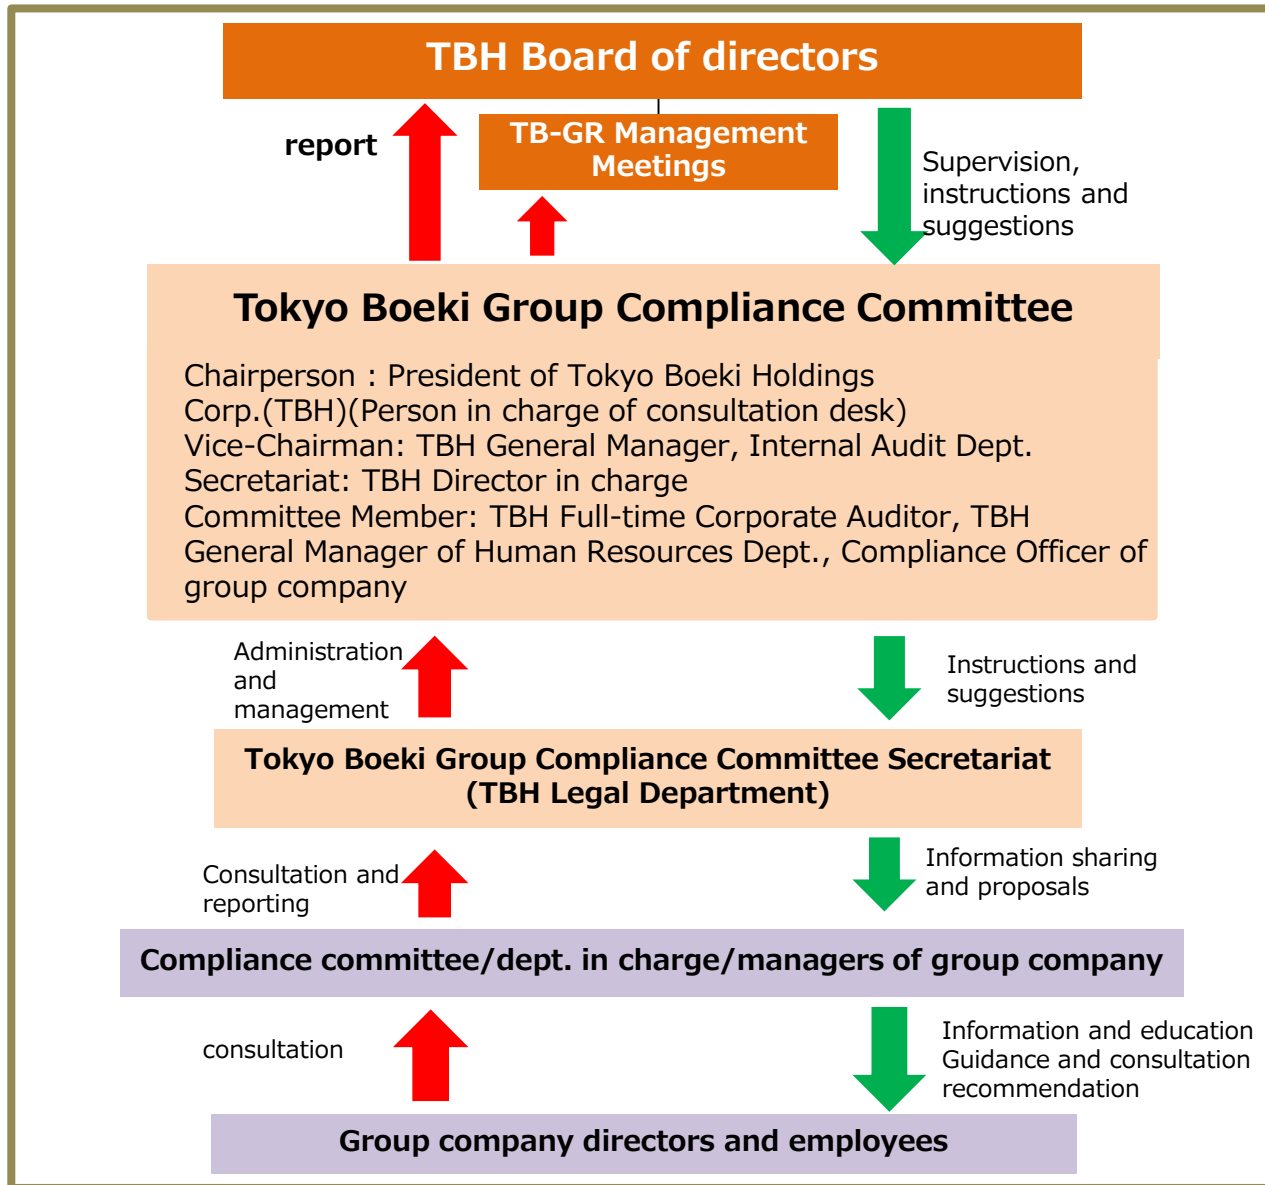 TBH Board of directors
report
TB-GR Management
Meetings
Supervision,
instructions and
suggestions
Tokyo Boeki Group Compliance Committee
Chairperson : President of Tokyo Boeki Holdings
Corp.(TBH)(Person in charge of consultation desk)
Vice-Chairman: TBH General Manager, Internal Audit Dept.
Secretariat: TBH Director in charge
Committee Member: TBH Full-time Corporate Auditor, TBH
General Manager of Human Resources Dept., Compliance Officer of
group company
Administration
and
management
Instructions and
suggestions
Tokyo Boeki Group Compliance Committee Secretariat
(TBH Legal Department)
Consultation and
reporting
Information sharing
and proposals
Compliance committee/dept. in charge/managers of group company
consultation
Information and education
Guidance and consultation
recommendation
Group company directors and employees